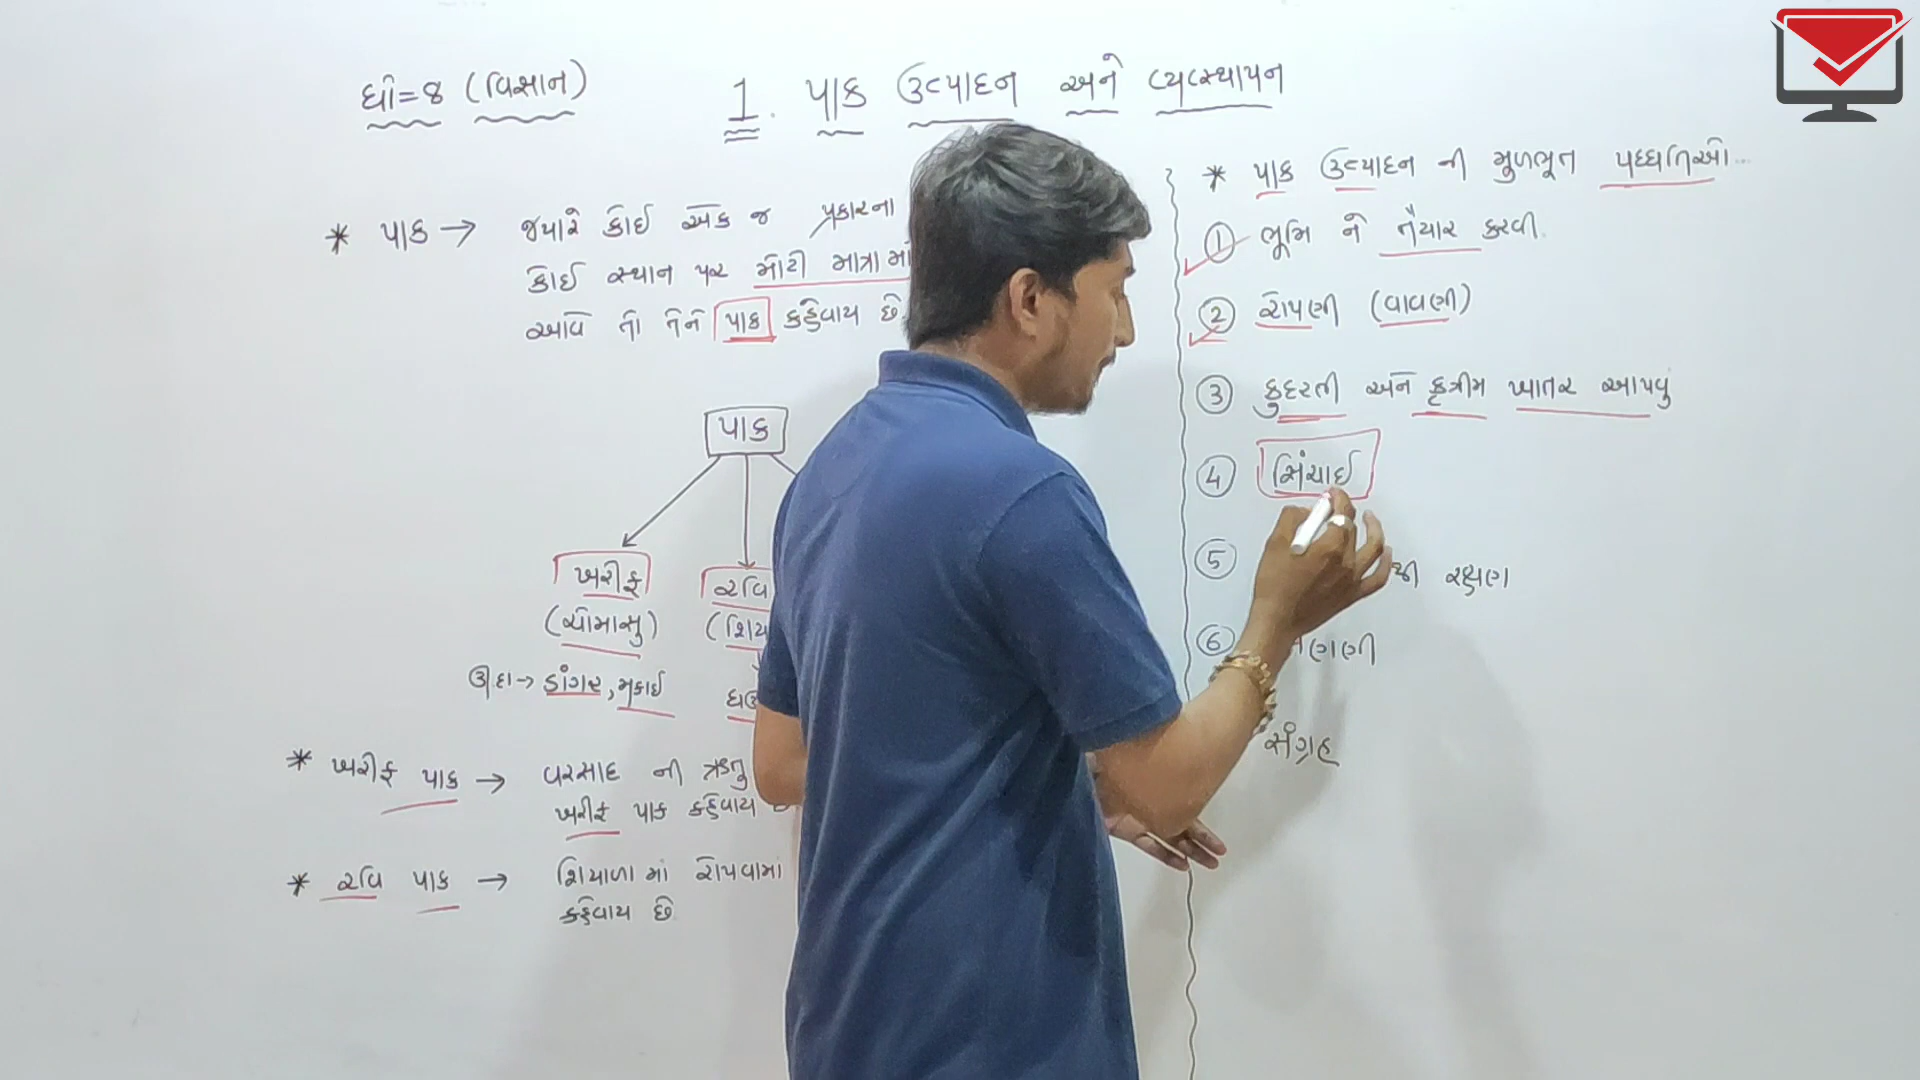 ધો=૪ (વિજ્ઞાન)
1. પાક ઉત્પાદન અને વ્યવસ્થાપન
* પાક → જ્યારે કોઈ એક જ પ્રકારના
કોઈ સ્થાન પર મોટી માત્રામાં
આવે તો તેને પાક કહેવાય છે.
પાક
ખરીફ
(ચોમાસુ)
ઉ.દા→ ડાંગર, મકાઈ
રવિ
* ખરીફ પાક → વરસાદ ની ઋતુ
ખરીફ પાક કહેવાય
* રવિ પાક → શિયાળા માં રોપવામાં
કહેવાય છે
* પાક ઉત્પાદન ની મુળભૂત પધ્ધતિઓ...
① ભૂમિ ને તૈયાર કરવી.
② રોપણી (વાવણી)
③ કુદરતી અને કૃત્રીમ ખાતર આપવુ
④ સિંચાઈ
⑤ થી રક્ષણ
⑥
સંગ્રહ